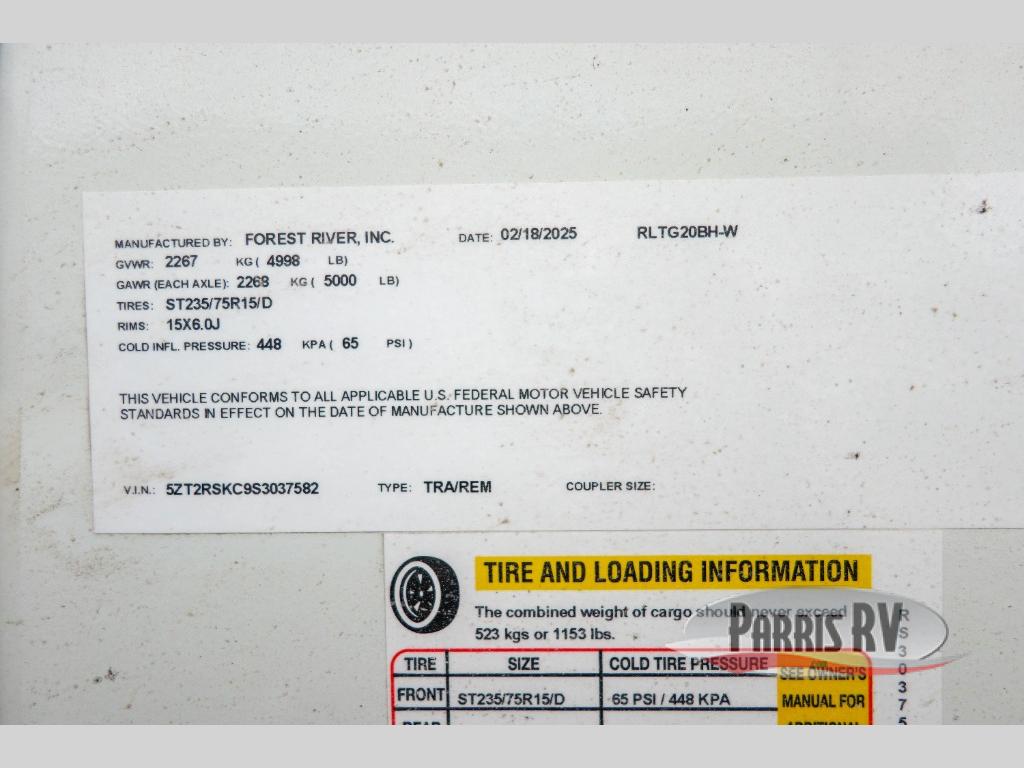 MANUFACTURED BY: FOREST RIVER, INC. DATE: 02/18/2025 RLTG20BH-W
GVWR: 2267 KG ( 4998 LB)
GAWR (EACH AXLE): 2268 KG ( 5000 LB)
TIRES: ST235/75R15/D
RIMS: 15X6.0J
COLD INFL. PRESSURE: 448 KPA ( 65 PSI )
THIS VEHICLE CONFORMS TO ALL APPLICABLE U.S. FEDERAL MOTOR VEHICLE SAFETY
STANDARDS IN EFFECT ON THE DATE OF MANUFACTURE SHOWN ABOVE.
V.I.N.: 5ZT2RSKC9S3037582 TYPE: TRA/REM COUPLER SIZE:
TIRE AND LOADING INFORMATION
The combined weight of cargo should never exceed
523 kgs or 1153 lbs.
PARRIS RV
TIRE SIZE COLD TIRE PRESSURE
SEE OWNER'S
FRONT ST235/75R15/D 65 PSI / 448 KPA MANUAL FOR
REAR ADDITIONAL
RS30375